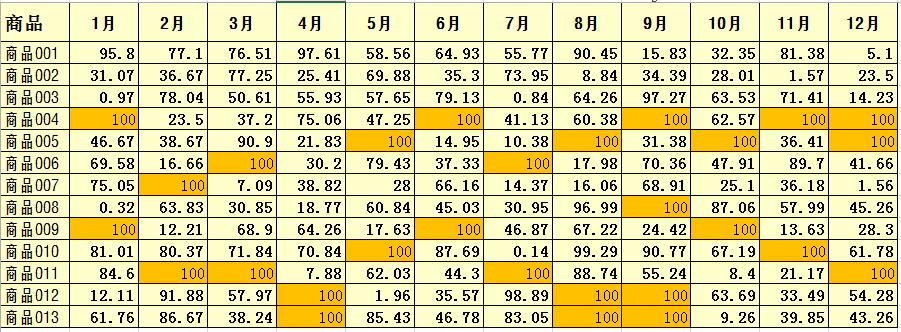 商品 1月 2月 3月 4月 5月 6月 7月 8月 9月 10月 11月 12月
商品001 95.8 77.1 76.51 97.61 58.56 64.93 55.77 90.45 15.83 32.35 81.38 5.1
商品002 31.07 36.67 77.25 25.41 69.88 35.3 73.95 8.84 34.39 28.01 1.57 23.5
商品003 0.97 78.04 50.61 55.93 57.65 79.13 0.84 64.26 97.27 63.53 71.41 14.23
商品004 100 23.5 37.2 75.06 47.25 100 41.13 60.38 100 62.57 100 100
商品005 46.67 38.67 90.9 21.83 100 14.95 10.38 100 31.38 100 36.41 100
商品006 69.58 16.66 100 30.2 79.43 37.33 100 17.98 70.36 47.91 89.7 41.66
商品007 75.05 100 7.09 38.82 28 66.16 14.37 16.06 68.91 25.1 36.18 1.56
商品008 0.32 63.83 30.85 18.77 60.84 45.03 30.95 96.99 100 87.06 57.99 45.26
商品009 100 12.21 68.9 64.26 17.63 100 46.87 67.22 24.42 100 13.63 28.3
商品010 81.01 80.37 71.84 70.84 100 87.69 0.14 99.29 90.77 67.19 100 61.78
商品011 84.6 100 100 7.88 62.03 44.3 100 88.74 55.24 8.4 21.17 100
商品012 12.11 91.88 57.97 100 1.96 35.57 98.89 100 100 63.69 33.49 54.28
商品013 61.76 86.67 38.24 100 85.43 46.78 83.05 100 100 9.26 39.85 43.26